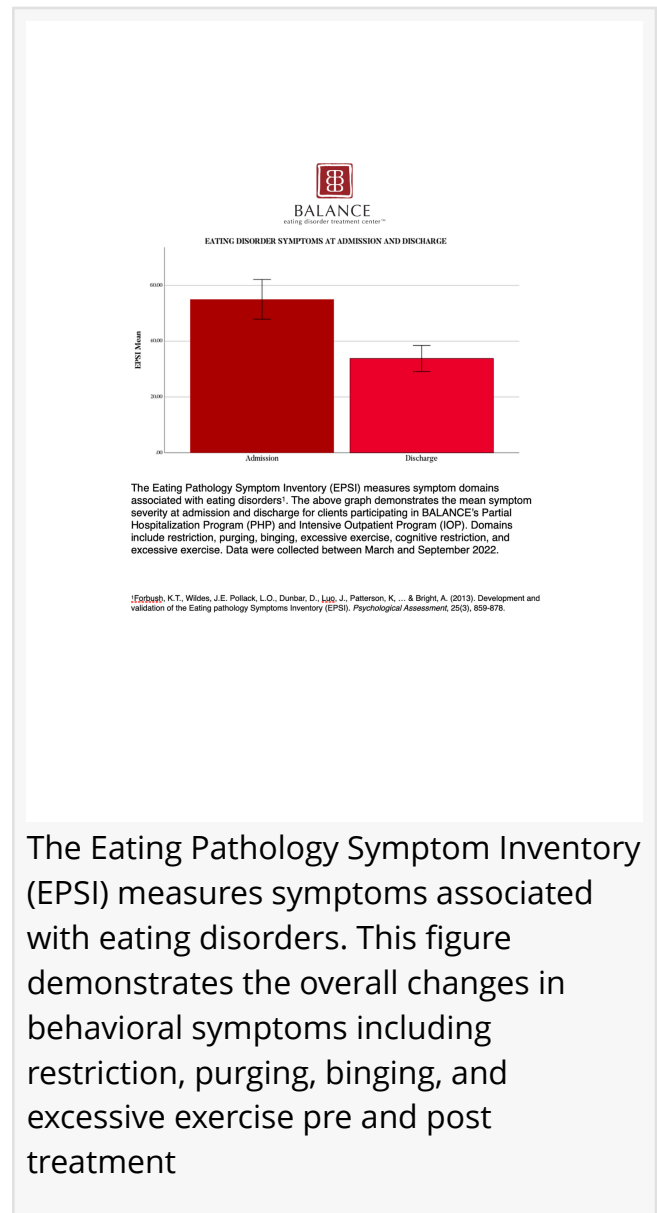 BALANCE
eating disorder treatment center™
EATING DISORDER SYMPTOMS AT ADMISSION AND DISCHARGE
EPSI Mean
60.00
40.00
20.00
.00
Admission
Discharge
The Eating Pathology Symptom Inventory (EPSI) measures symptom domains
associated with eating disorders¹. The above graph demonstrates the mean symptom
severity at admission and discharge for clients participating in BALANCE's Partial
Hospitalization Program (PHP) and Intensive Outpatient Program (IOP). Domains
include restriction, purging, binging, excessive exercise, cognitive restriction, and
excessive exercise. Data were collected between March and September 2022.
¹Forbush, K.T., Wildes, J.E. Pollack, L.O., Dunbar, D., Luo, J., Patterson, K, ... & Bright, A. (2013). Development and
validation of the Eating pathology Symptoms Inventory (EPSI). Psychological Assessment, 25(3), 859-878.
The Eating Pathology Symptom Inventory
(EPSI) measures symptoms associated
with eating disorders. This figure
demonstrates the overall changes in
behavioral symptoms including
restriction, purging, binging, and
excessive exercise pre and post
treatment